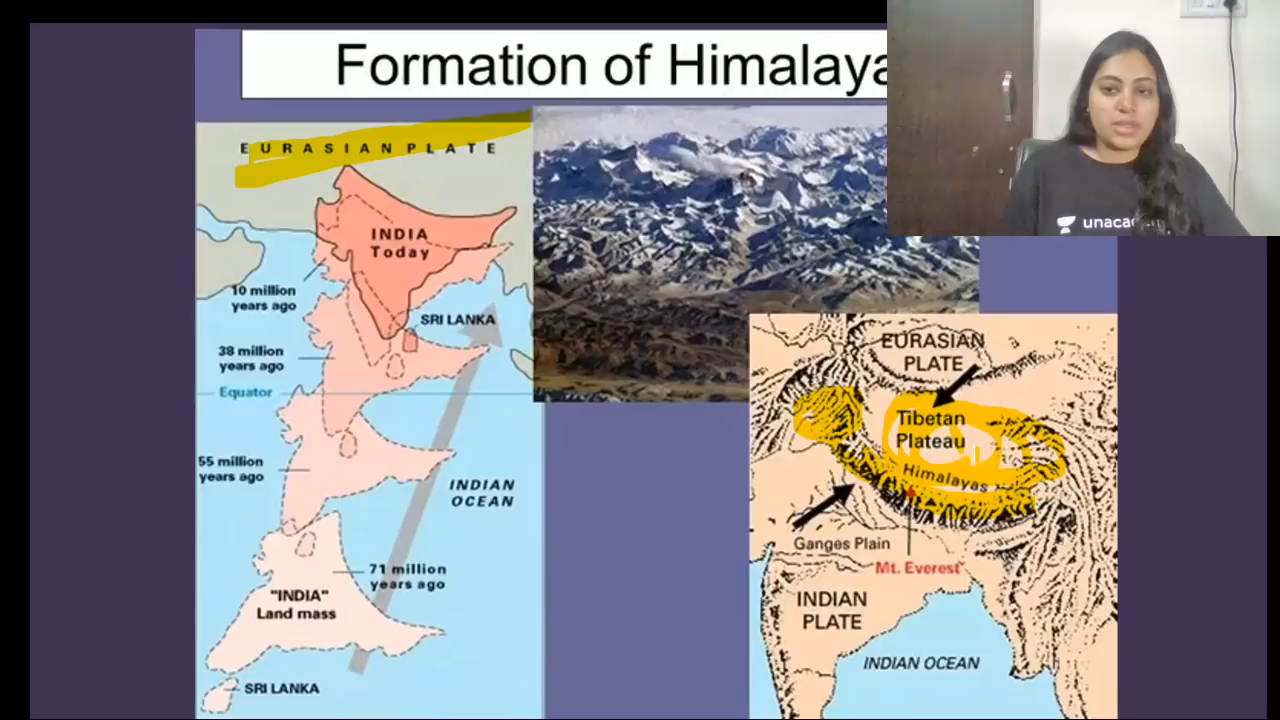 Formation of Himalaya
EURASIAN PLATE
INDIA
Today
10 million
years ago
SRI LANKA
38 million
years ago
Equator
55 million
years ago
INDIAN
OCEAN
71 million
years ago
"INDIA"
Land mass
SRI LANKA
EURASIAN
PLATE
Tibetan
Plateau
Himalayas
Ganges Plain
Mt. Everest
INDIAN
PLATE
INDIAN OCEAN
unac